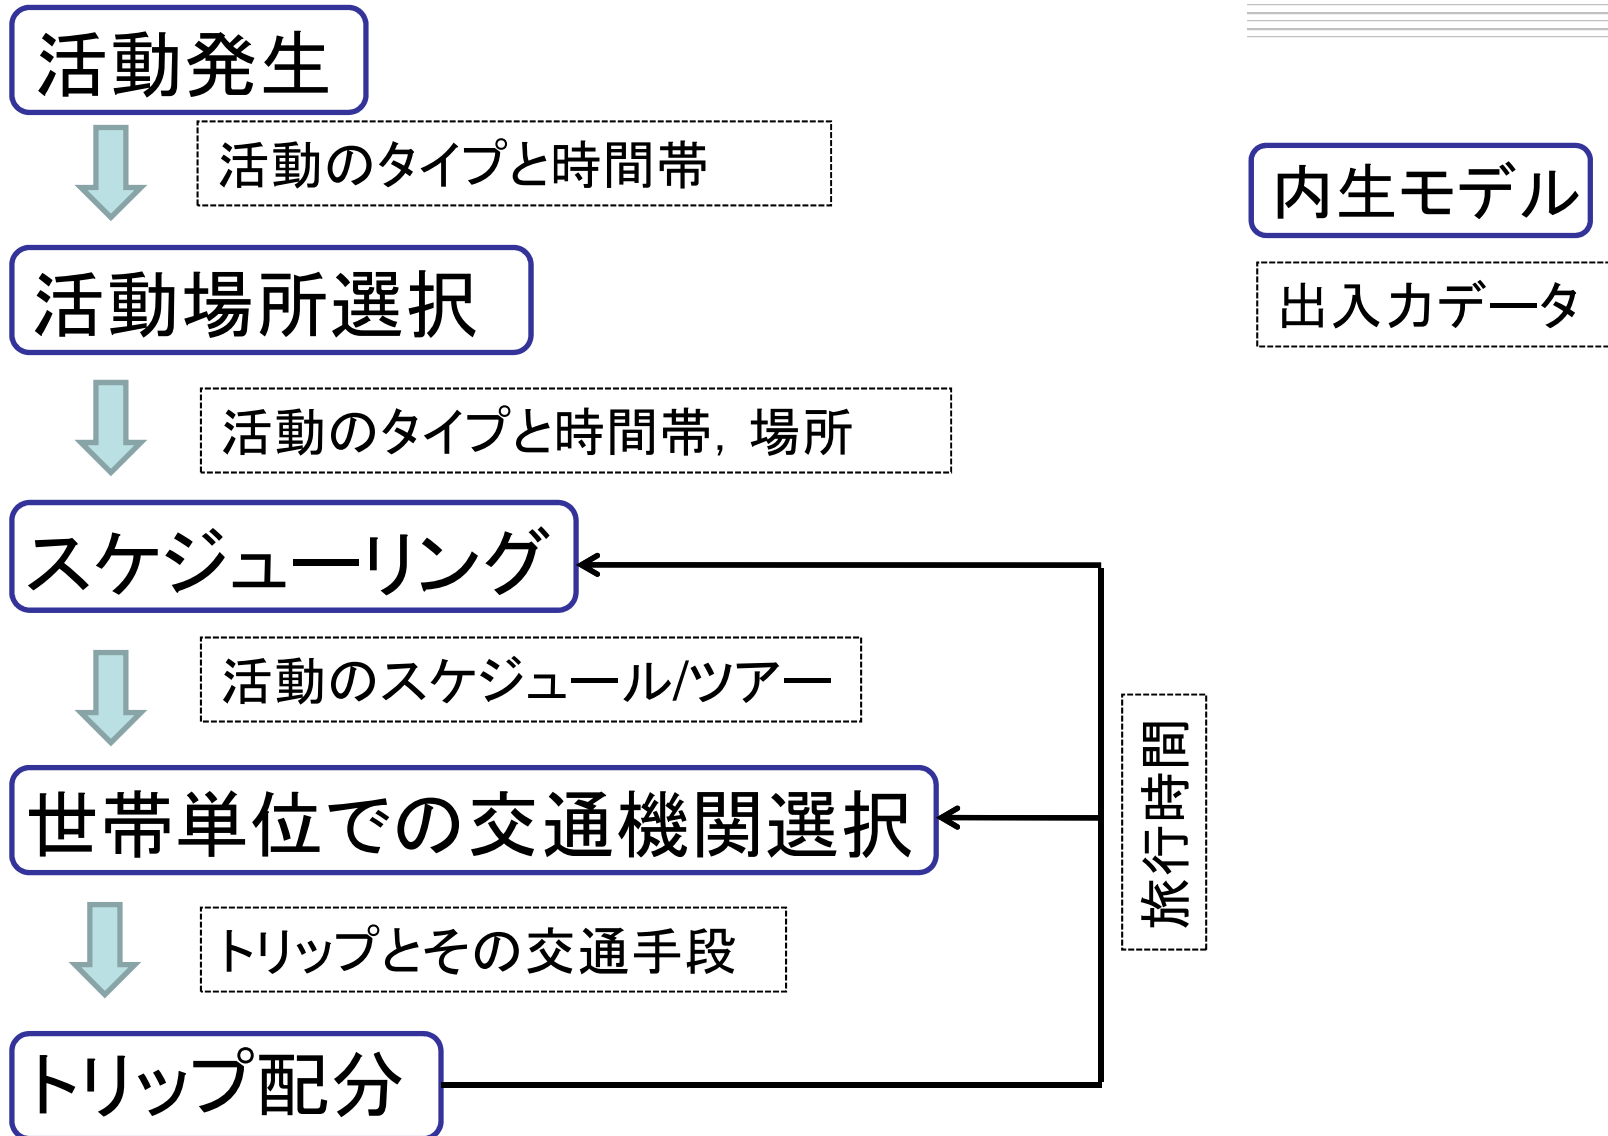 活動発生
活動のタイプと時間帯
活動場所選択
活動のタイプと時間帯，場所
スケジューリング
活動のスケジュール/ツアー
世帯単位での交通機関選択
トリップとその交通手段
トリップ配分
旅行時間
内生モデル
出入力データ